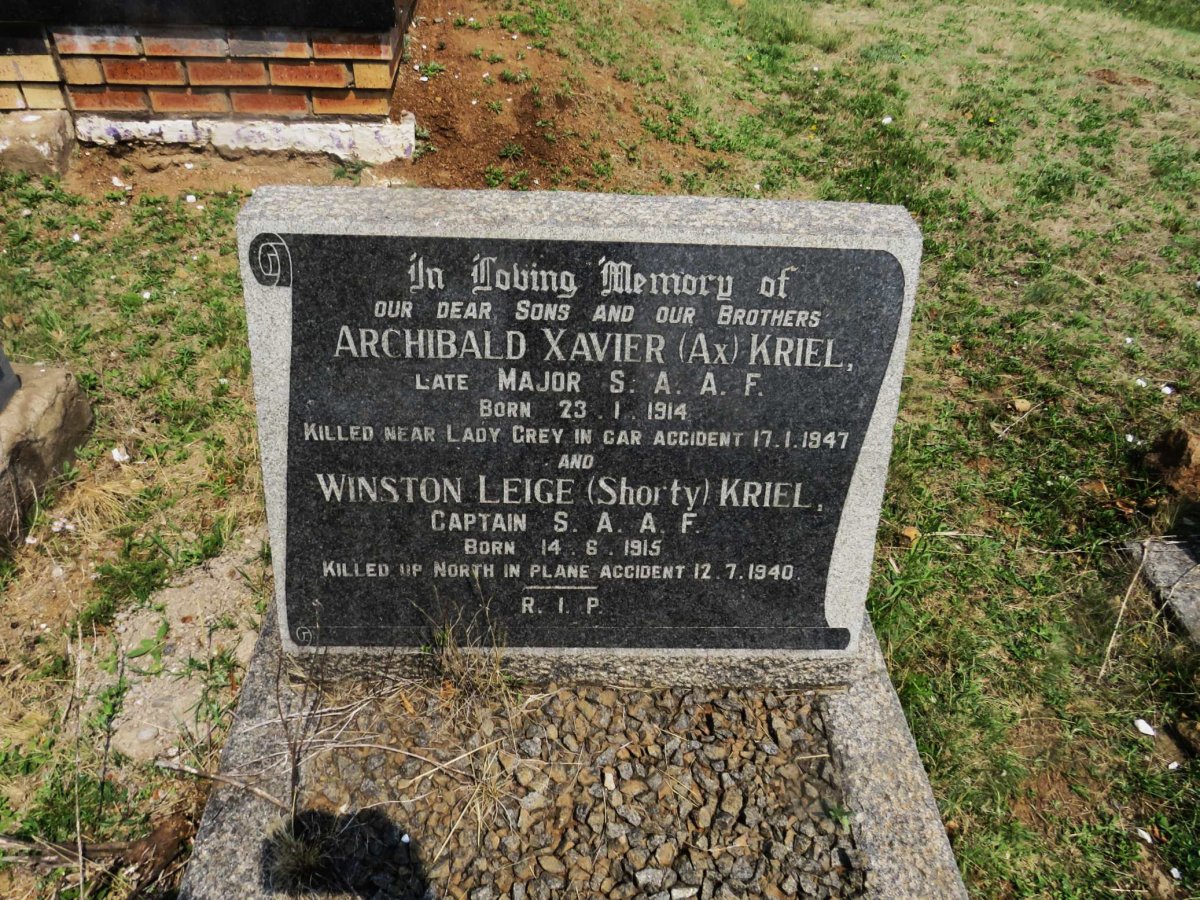 In Loving Memory of
OUR DEAR SONS AND OUR BROTHERS
ARCHIBALD XAVIER (AX) KRIEL,
LATE MAJOR S. A. A. F.
BORN 23. 1. 1914
KILLED NEAR LADY GREY IN CAR ACCIDENT 17.1.1947
AND
WINSTON LEIGE (Shorty) KRIEL,
CAPTAIN S. A. A. F.
BORN 14. 6. 1915
KILLED UP NORTH IN PLANE ACCIDENT 12.7.1940.
R. I. P.